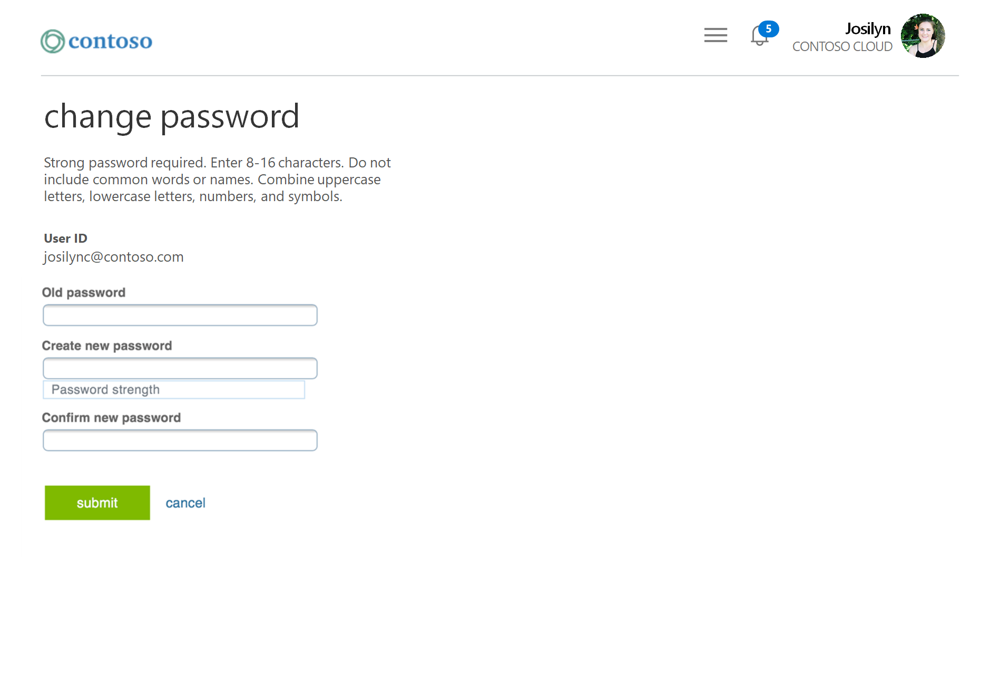 contoso
5
Josilyn
CONTOSO CLOUD
change password
Strong password required. Enter 8-16 characters. Do not
include common words or names. Combine uppercase
letters, lowercase letters, numbers, and symbols.
User ID
josilync@contoso.com
Old password
Create new password
Password strength
Confirm new password
submit
cancel